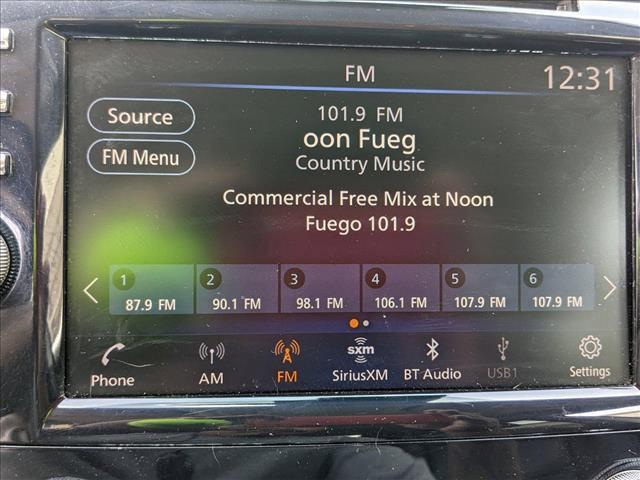 FM
12:31
Source
101.9 FM
oon Fueg
FM Menu
Country Music
Commercial Free Mix at Noon
Fuego 101.9
1
2
3
4
5
6
87.9 FM
90.1 FM
98.1 FM
106.1 FM
107.9 FM
107.9 FM
sxm
Phone
AM
FM
SiriusXM
BT Audio
USB1
Settings